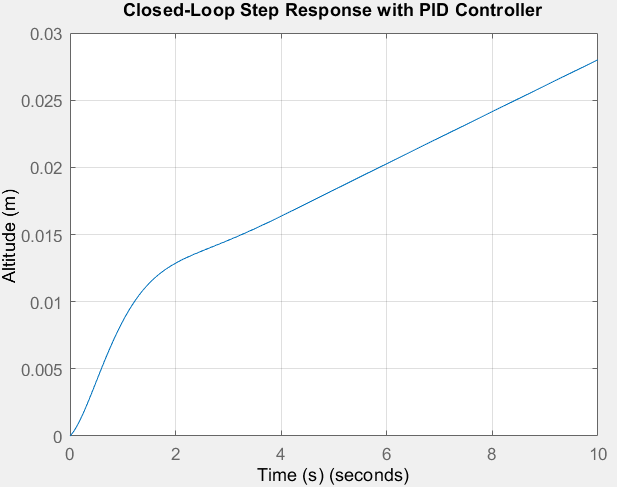 Closed-Loop Step Response with PID Controller
0.03
0.025
0.02
0.015
0.01
0.005
0
Altitude (m)
0 2 4 6 8 10
Time (s) (seconds)